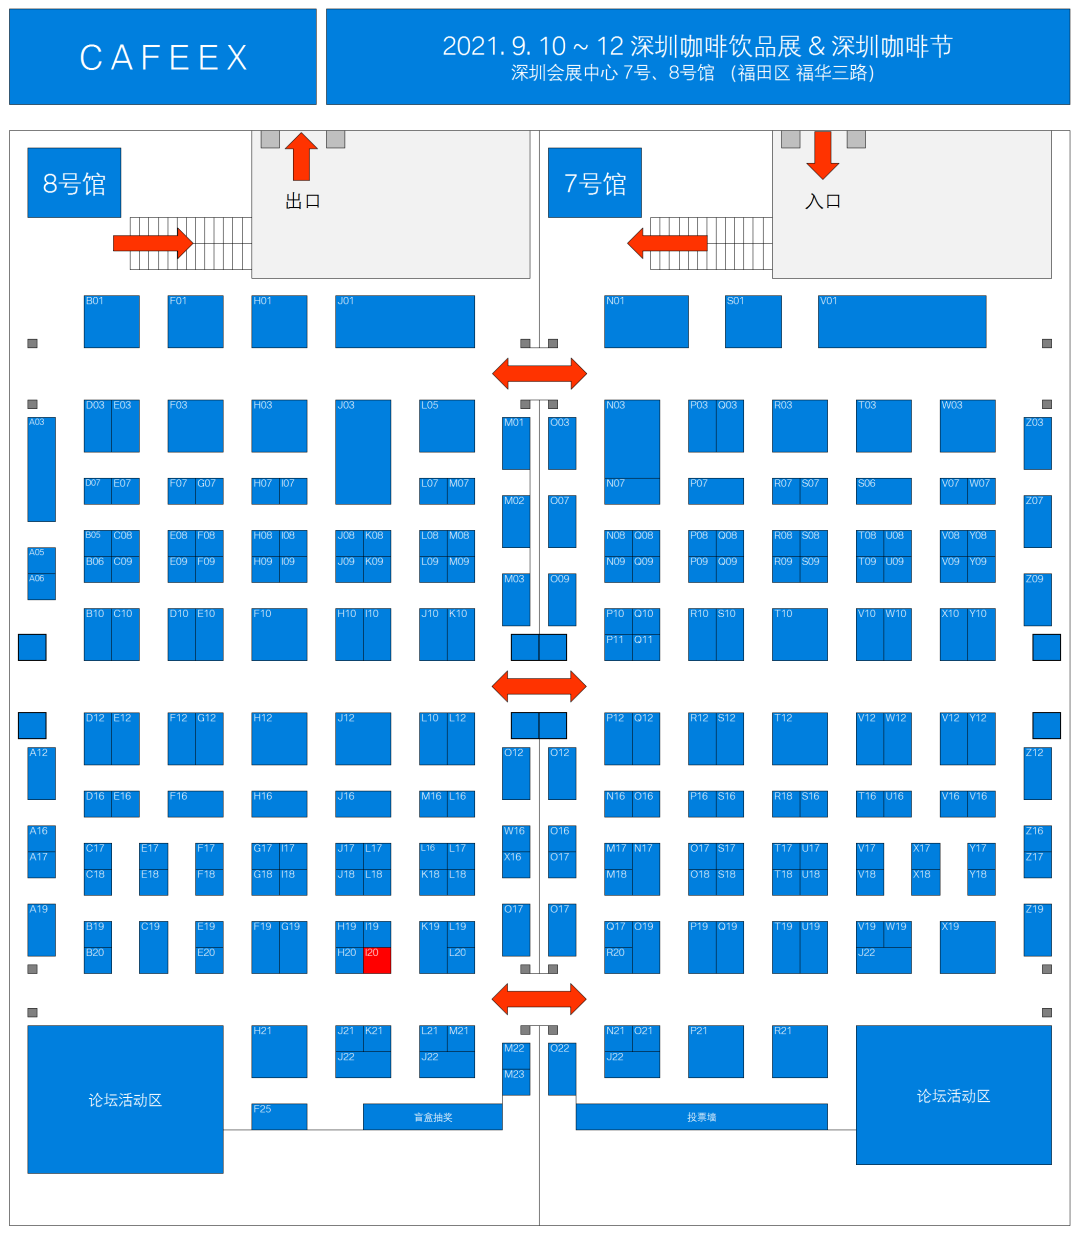 CAFEEX
2021. 9. 10 ~ 12 深圳咖啡饮品展 & 深圳咖啡节
深圳会展中心 7号、8号馆 (福田区 福华三路)
8号馆
出口
7号馆
入口
B01 F01 H01 J01 N01 S01 V01
D03 E03 F03 H03 J03 L05 N03 P03 Q03 R03 T03 W03
A03 M01 O03 Z03
D07 E07 F07 G07 H07 I07 L07 M07 N07 P07 R07 S07 S06 V07 W07
M02 O07 Z07
B05 C08 E08 F08 H08 I08 J08 K08 L08 M08 N08 Q08 P08 Q08 R08 S08 T08 U08 V08 Y08
A05
B06 C09 E09 F09 H09 I09 J09 K09 L09 M09 N09 Q09 P09 Q09 R09 S09 T09 U09 V09 Y09
A06 M03 O09 Z09
B10 C10 D10 E10 F10 H10 I10 J10 K10 P10 Q10 R10 S10 T10 V10 W10 X10 Y10
P11 Q11
D12 E12 F12 G12 H12 J12 L10 L12 P12 Q12 R12 S12 T12 V12 W12 V12 Y12
A12 O12 O12 Z12
D16 E16 F16 H16 J16 M16 L16 N16 O16 P16 S16 R18 S16 T16 U16 V16 V16
A16 W16 O16 Z16
C17 E17 F17 G17 I17 J17 L17 L16 L17 M17 N17 O17 S17 T17 U17 V17 X17 Y17
A17 X16 O17 Z17
C18 E18 F18 G18 I18 J18 L18 K18 L18 M18 O18 S18 T18 U18 V18 X18 Y18
A19 O17 O17 Z19
B19 C19 E19 F19 G19 H19 I19 K19 L19 Q17 O19 P19 Q19 T19 U19 V19 W19 X19
B20 E20 H20 I20 L20 R20 J22
H21 J21 K21 L21 M21 N21 O21 P21 R21
M22 O22
J22 J22 J22
M23
论坛活动区
论坛活动区
F25
盲盒抽奖
投票墙